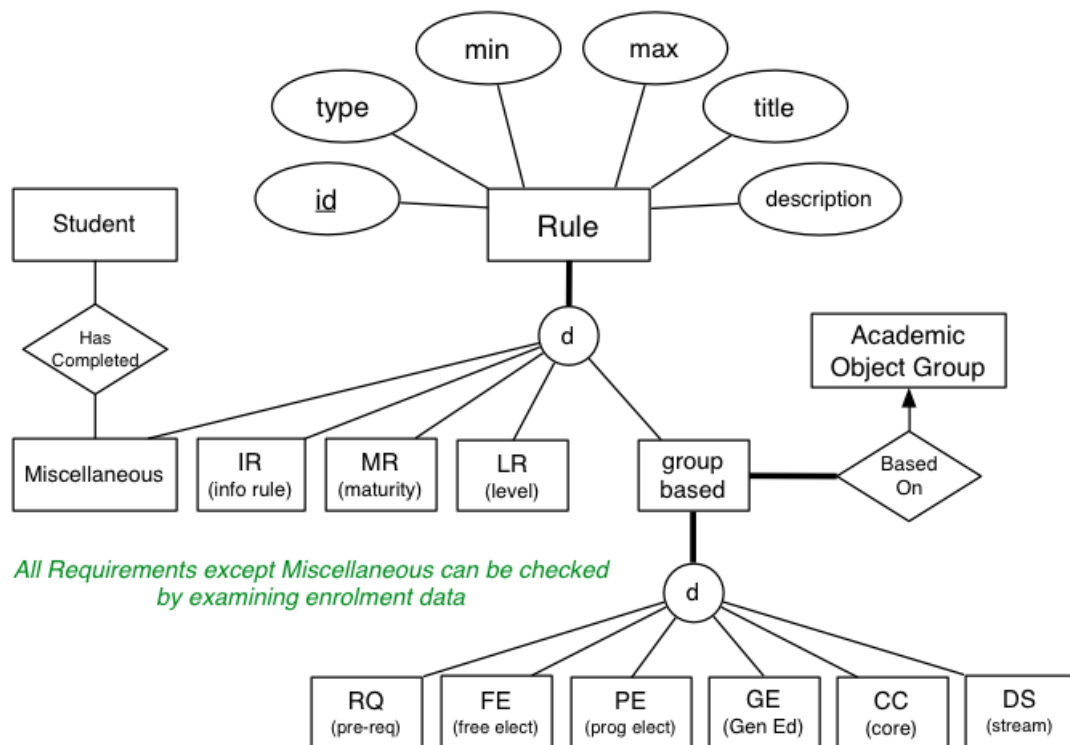 min
max
type
title
id
description
Rule
Student
Has
Completed
d
Academic
Object Group
Miscellaneous
IR
(info rule)
MR
(maturity)
LR
(level)
group
based
Based
On
All Requirements except Miscellaneous can be checked
by examining enrolment data
d
RQ
(pre-req)
FE
(free elect)
PE
(prog elect)
GE
(Gen Ed)
CC
(core)
DS
(stream)